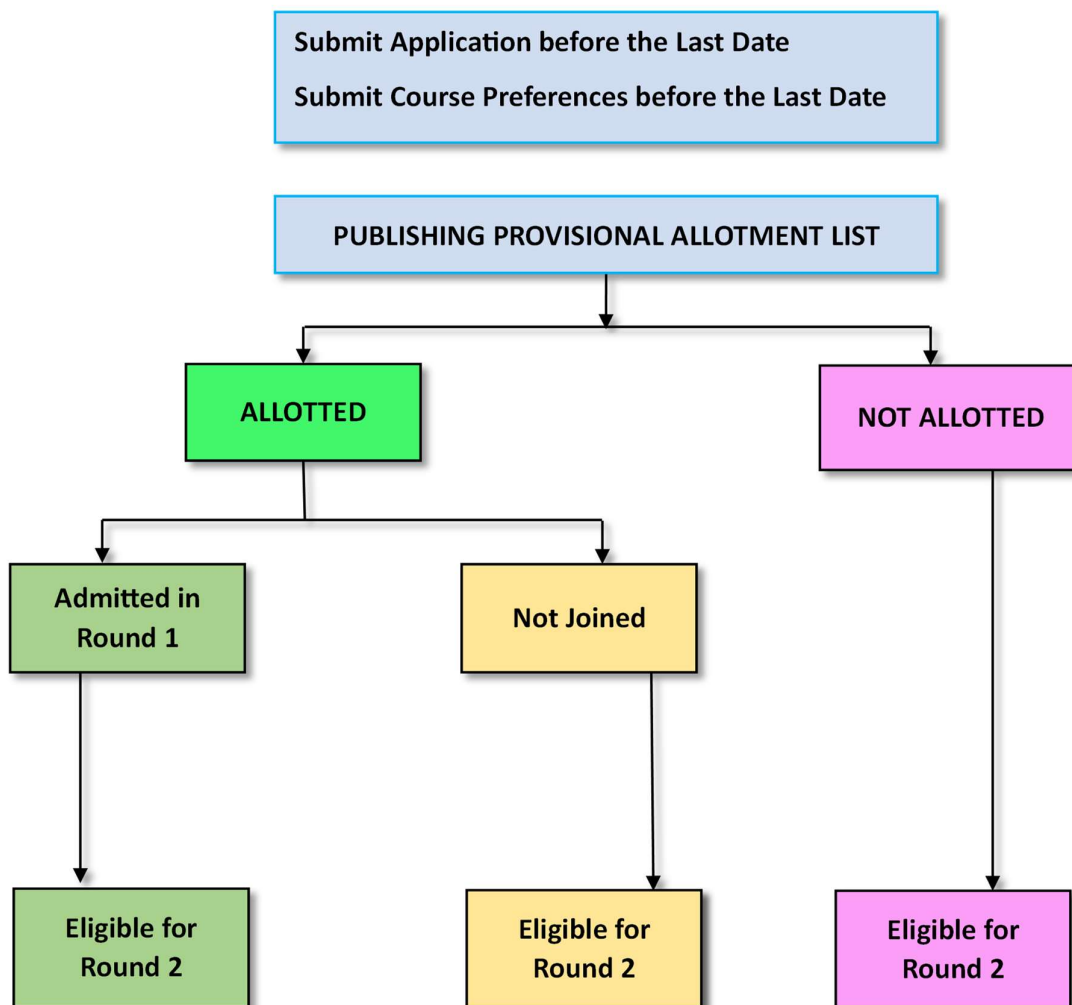 Submit Application before the Last Date
Submit Course Preferences before the Last Date
PUBLISHING PROVISIONAL ALLOTMENT LIST
ALLOTTED
NOT ALLOTTED
Admitted in
Round 1
Not Joined
Eligible for
Round 2
Eligible for
Round 2
Eligible for
Round 2